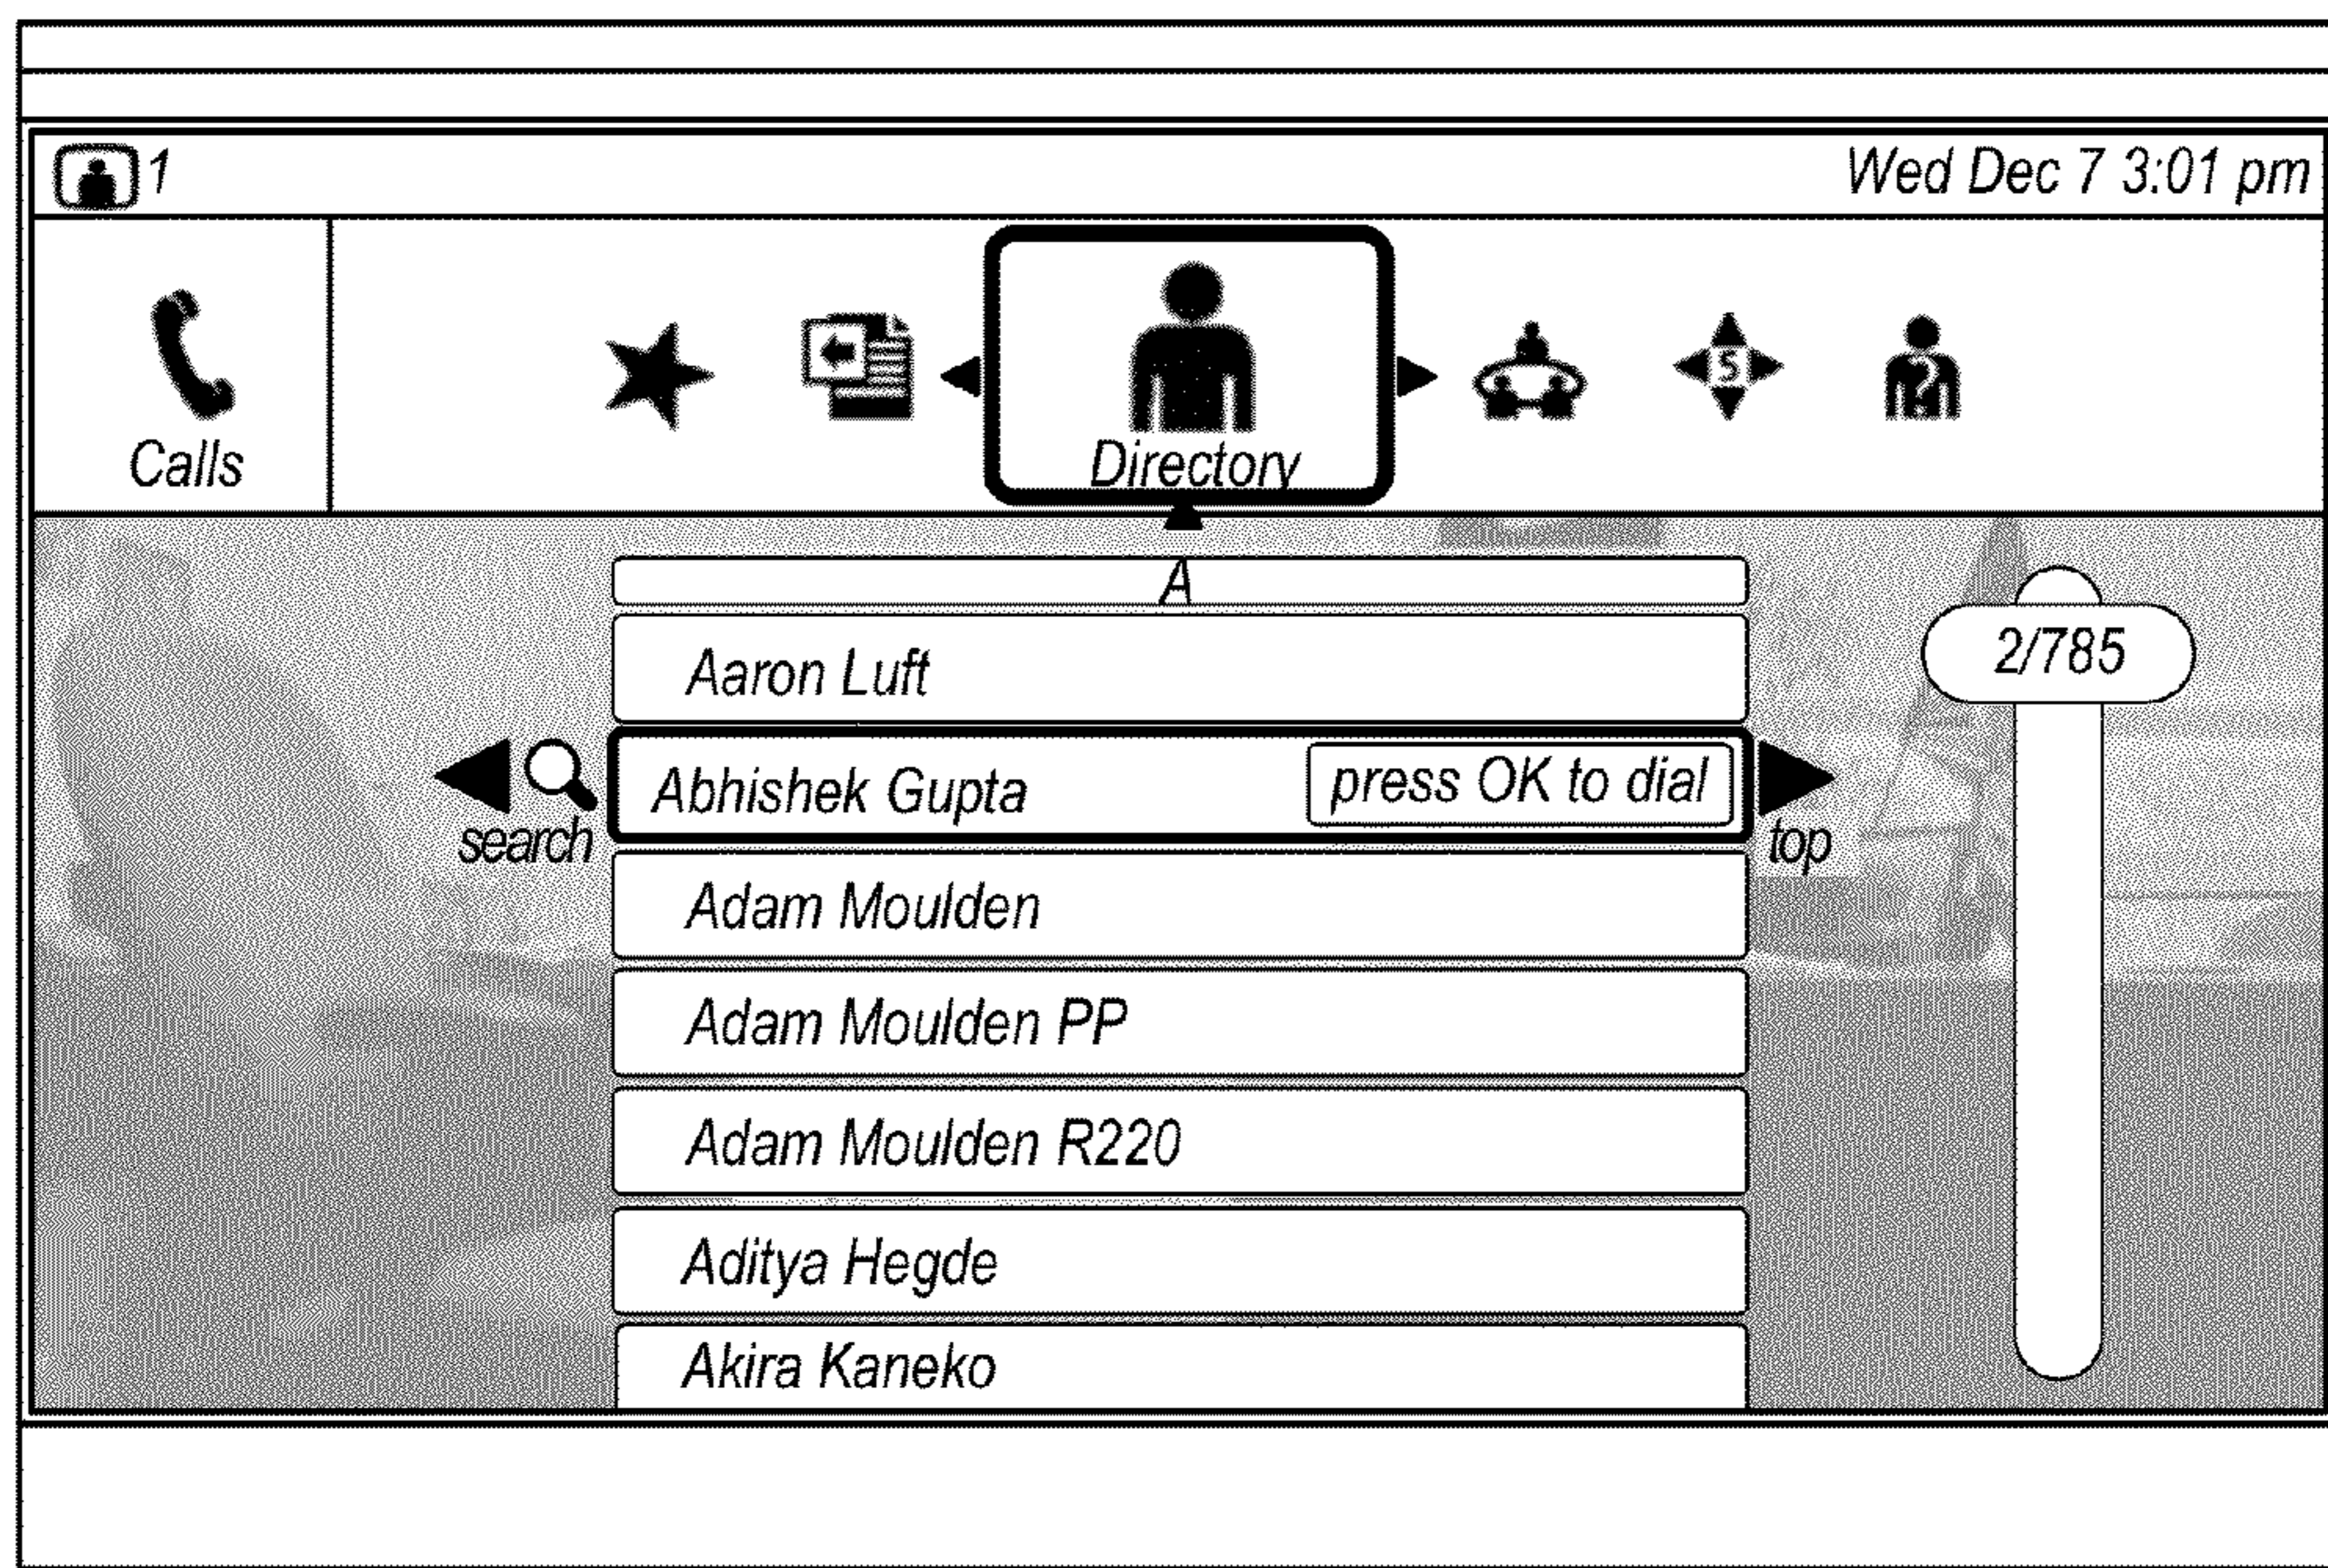 1
Wed Dec 7 3:01 pm
Calls
Directory
S
?
A
Aaron Luft
2/785
Abhishek Gupta
press OK to dial
search
top
Adam Moulden
Adam Moulden PP
Adam Moulden R220
Aditya Hegde
Akira Kaneko